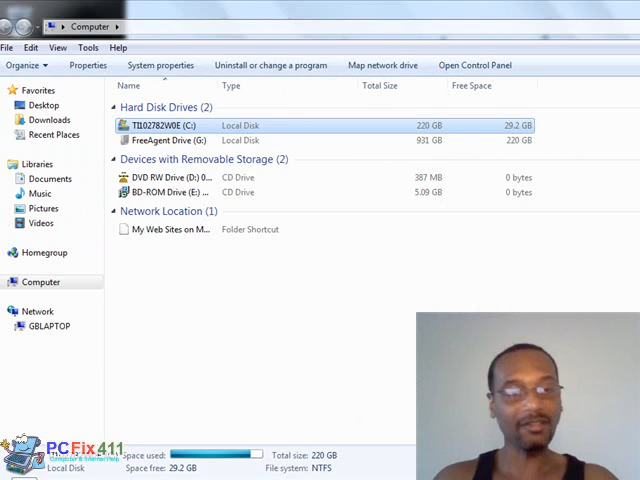 Computer
File Edit View Tools Help
Organize Properties System properties Uninstall or change a program Map network drive Open Control Panel
Name Type Total Size Free Space
Favorites
Desktop
Downloads
Recent Places
Libraries
Documents
Music
Pictures
Videos
Homegroup
Computer
Network
GBLAPTOP
Hard Disk Drives (2)
TI102782W0E (C:) Local Disk 220 GB 29.2 GB
FreeAgent Drive (G:) Local Disk 931 GB 220 GB
Devices with Removable Storage (2)
DVD RW Drive (D:) 0... CD Drive 387 MB 0 bytes
BD-ROM Drive (E:) ... CD Drive 5.09 GB 0 bytes
Network Location (1)
My Web Sites on M... Folder Shortcut
PCFix411
Computer & Internet Help
Space used: Total size: 220 GB
Local Disk Space free: 29.2 GB File system: NTFS